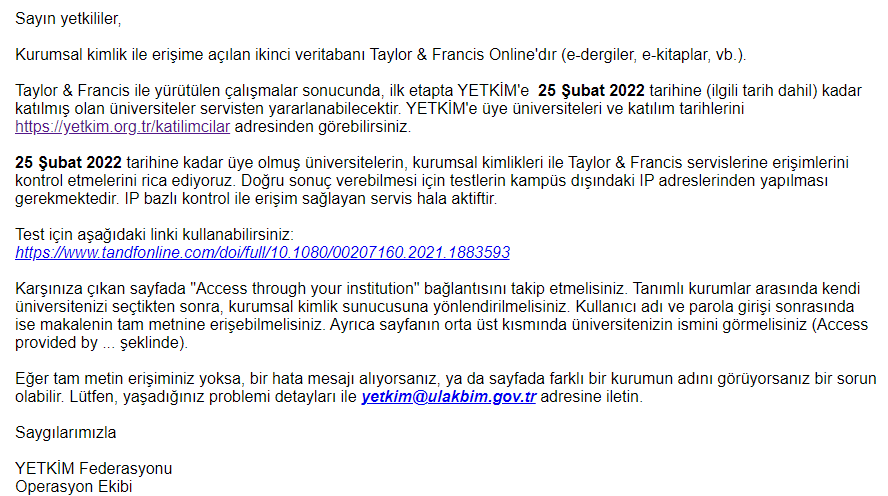 Sayın yetkililer,
Kurumsal kimlik ile erişime açılan ikinci veritabanı Taylor & Francis Online'dır (e-dergiler, e-kitaplar, vb.).
Taylor & Francis ile yürütülen çalışmalar sonucunda, ilk etapta YETKİM'e 25 Şubat 2022 tarihine (ilgili tarih dahil) kadar
katılmış olan üniversiteler servisten yararlanabilecektir. YETKİM'e üye üniversiteleri ve katılım tarihlerini
https://yetkim.org.tr/katilimcilar adresinden görebilirsiniz.
25 Şubat 2022 tarihine kadar üye olmuş üniversitelerin, kurumsal kimlikleri ile Taylor & Francis servislerine erişimlerini
kontrol etmelerini rica ediyoruz. Doğru sonuç verebilmesi için testlerin kampüs dışındaki IP adreslerinden yapılması
gerekmektedir. IP bazlı kontrol ile erişim sağlayan servis hala aktiftir.
Test için aşağıdaki linki kullanabilirsiniz:
https://www.tandfonline.com/doi/full/10.1080/00207160.2021.1883593
Karşınıza çıkan sayfada "Access through your institution" bağlantısını takip etmelisiniz. Tanımlı kurumlar arasında kendi
üniversitenizi seçtikten sonra, kurumsal kimlik sunucusuna yönlendirilmelisiniz. Kullanıcı adı ve parola girişi sonrasında
ise makalenin tam metnine erişebilmelisiniz. Ayrıca sayfanın orta üst kısmında üniversitenizin ismini görmelisiniz (Access
provided by ... şeklinde).
Eğer tam metin erişiminiz yoksa, bir hata mesajı alıyorsanız, ya da sayfada farklı bir kurumun adını görüyorsanız bir sorun
olabilir. Lütfen, yaşadığınız problemi detayları ile yetkim@ulakbim.gov.tr adresine iletin.
Saygılarımızla
YETKİM Federasyonu
Operasyon Ekibi